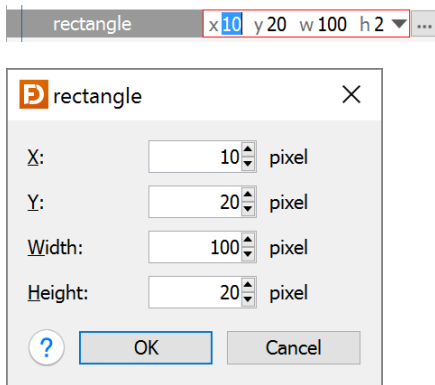 rectangle x 10 y 20 w 100 h 2 ...
rectangle
X: 10 pixel
Y: 20 pixel
Width: 100 pixel
Height: 20 pixel
? OK Cancel